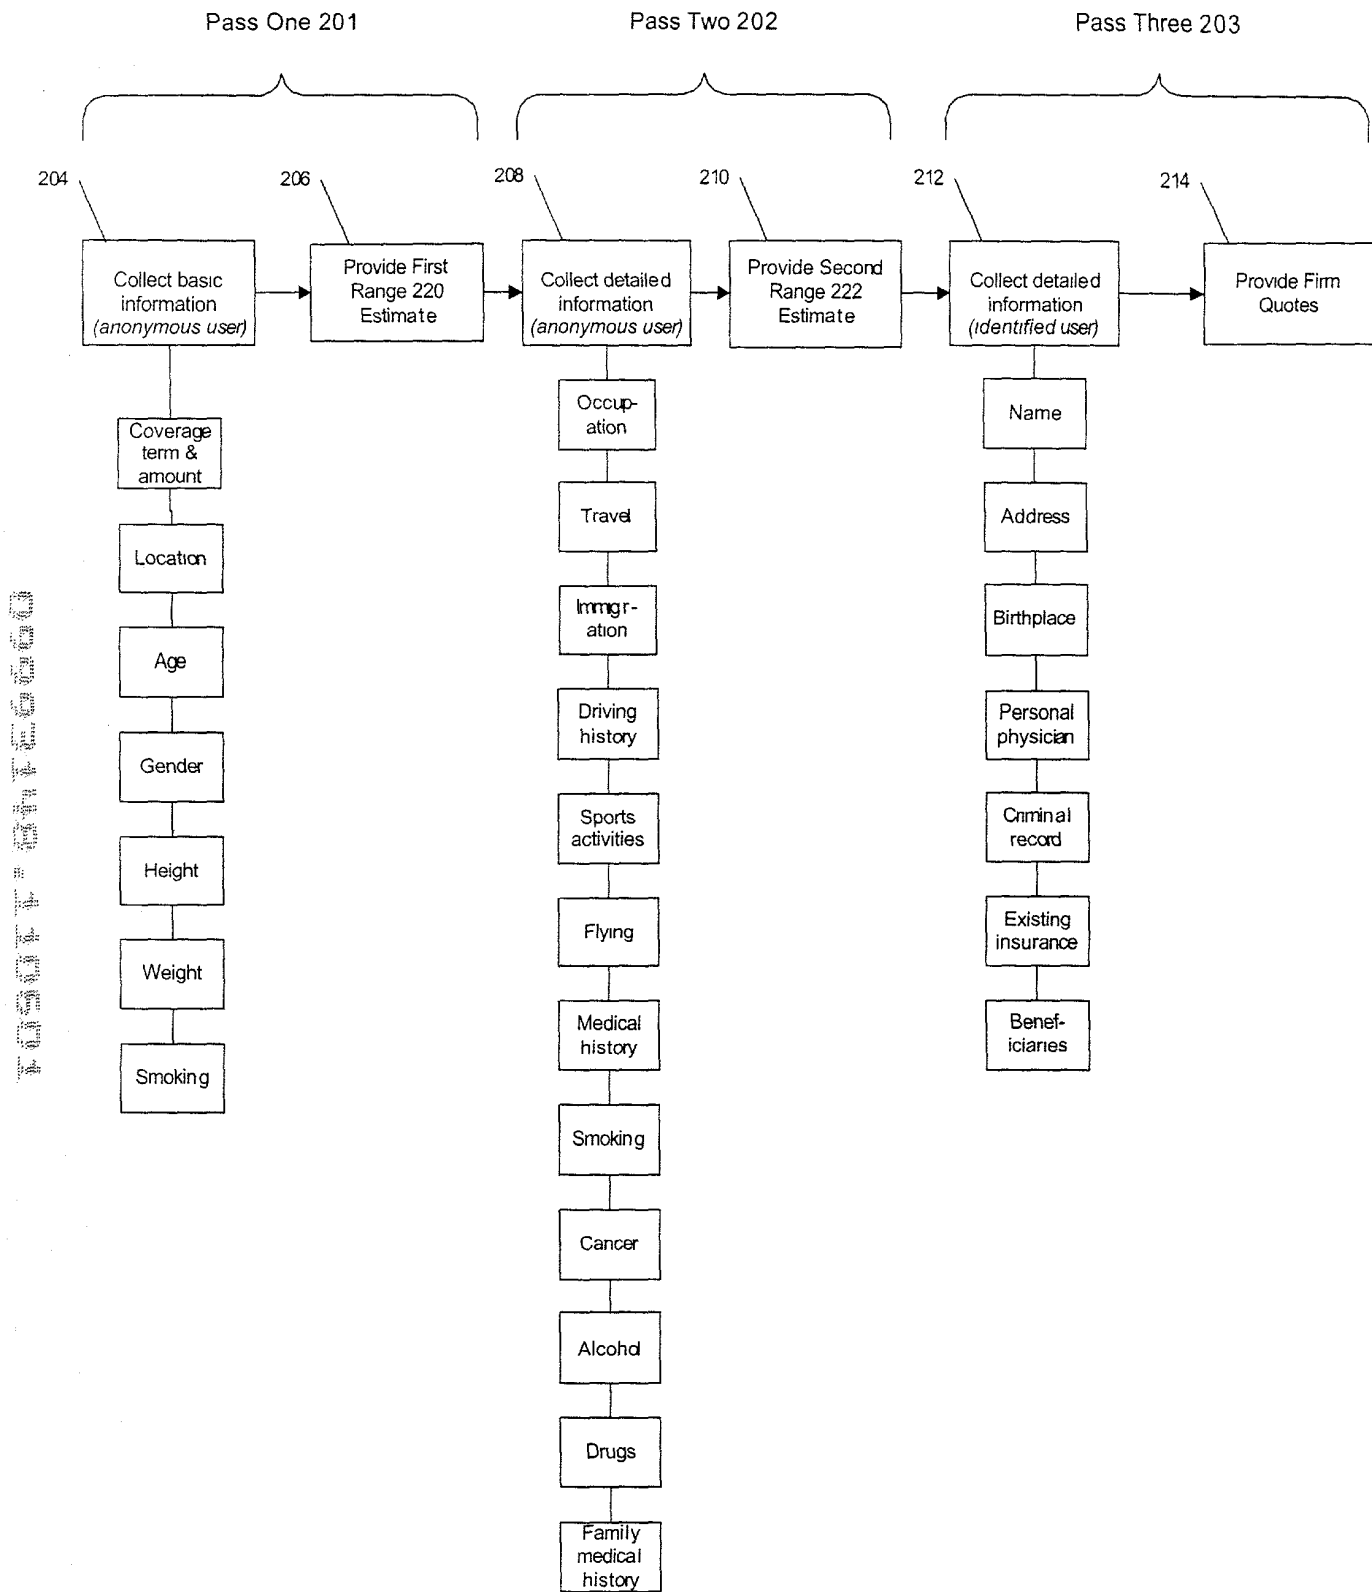 Pass One 201
Pass Two 202
Pass Three 203
204
206
208
210
212
214
Collect basic
information
(anonymous user)
Provide First
Range 220
Estimate
Collect detailed
information
(anonymous user)
Provide Second
Range 222
Estimate
Collect detailed
information
(identified user)
Provide Firm
Quotes
Coverage
term &
amount
Location
Age
Gender
Height
Weight
Smoking
Occup-
ation
Travel
Immigr-
ation
Driving
history
Sports
activities
Flying
Medical
history
Smoking
Cancer
Alcohol
Drugs
Family
medical
history
Name
Address
Birthplace
Personal
physician
Criminal
record
Existing
insurance
Benef-
iciaries